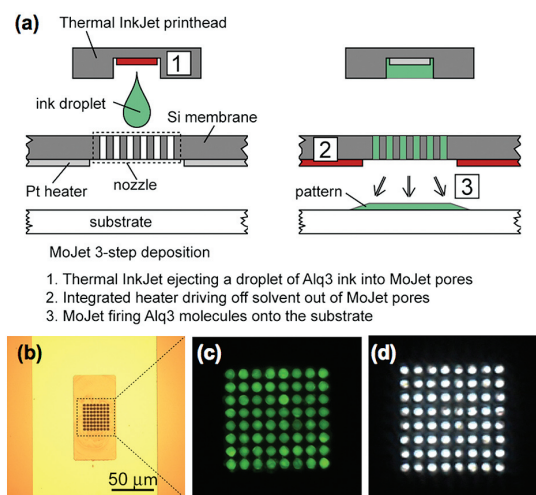 (a)
Thermal InkJet printhead
1
ink droplet
Si membrane
2
Pt heater
nozzle
3
pattern
substrate
MoJet 3-step deposition
1. Thermal InkJet ejecting a droplet of Alq3 ink into MoJet pores
2. Integrated heater driving off solvent out of MoJet pores
3. MoJet firing Alq3 molecules onto the substrate
(b)
(c)
(d)
50 μm